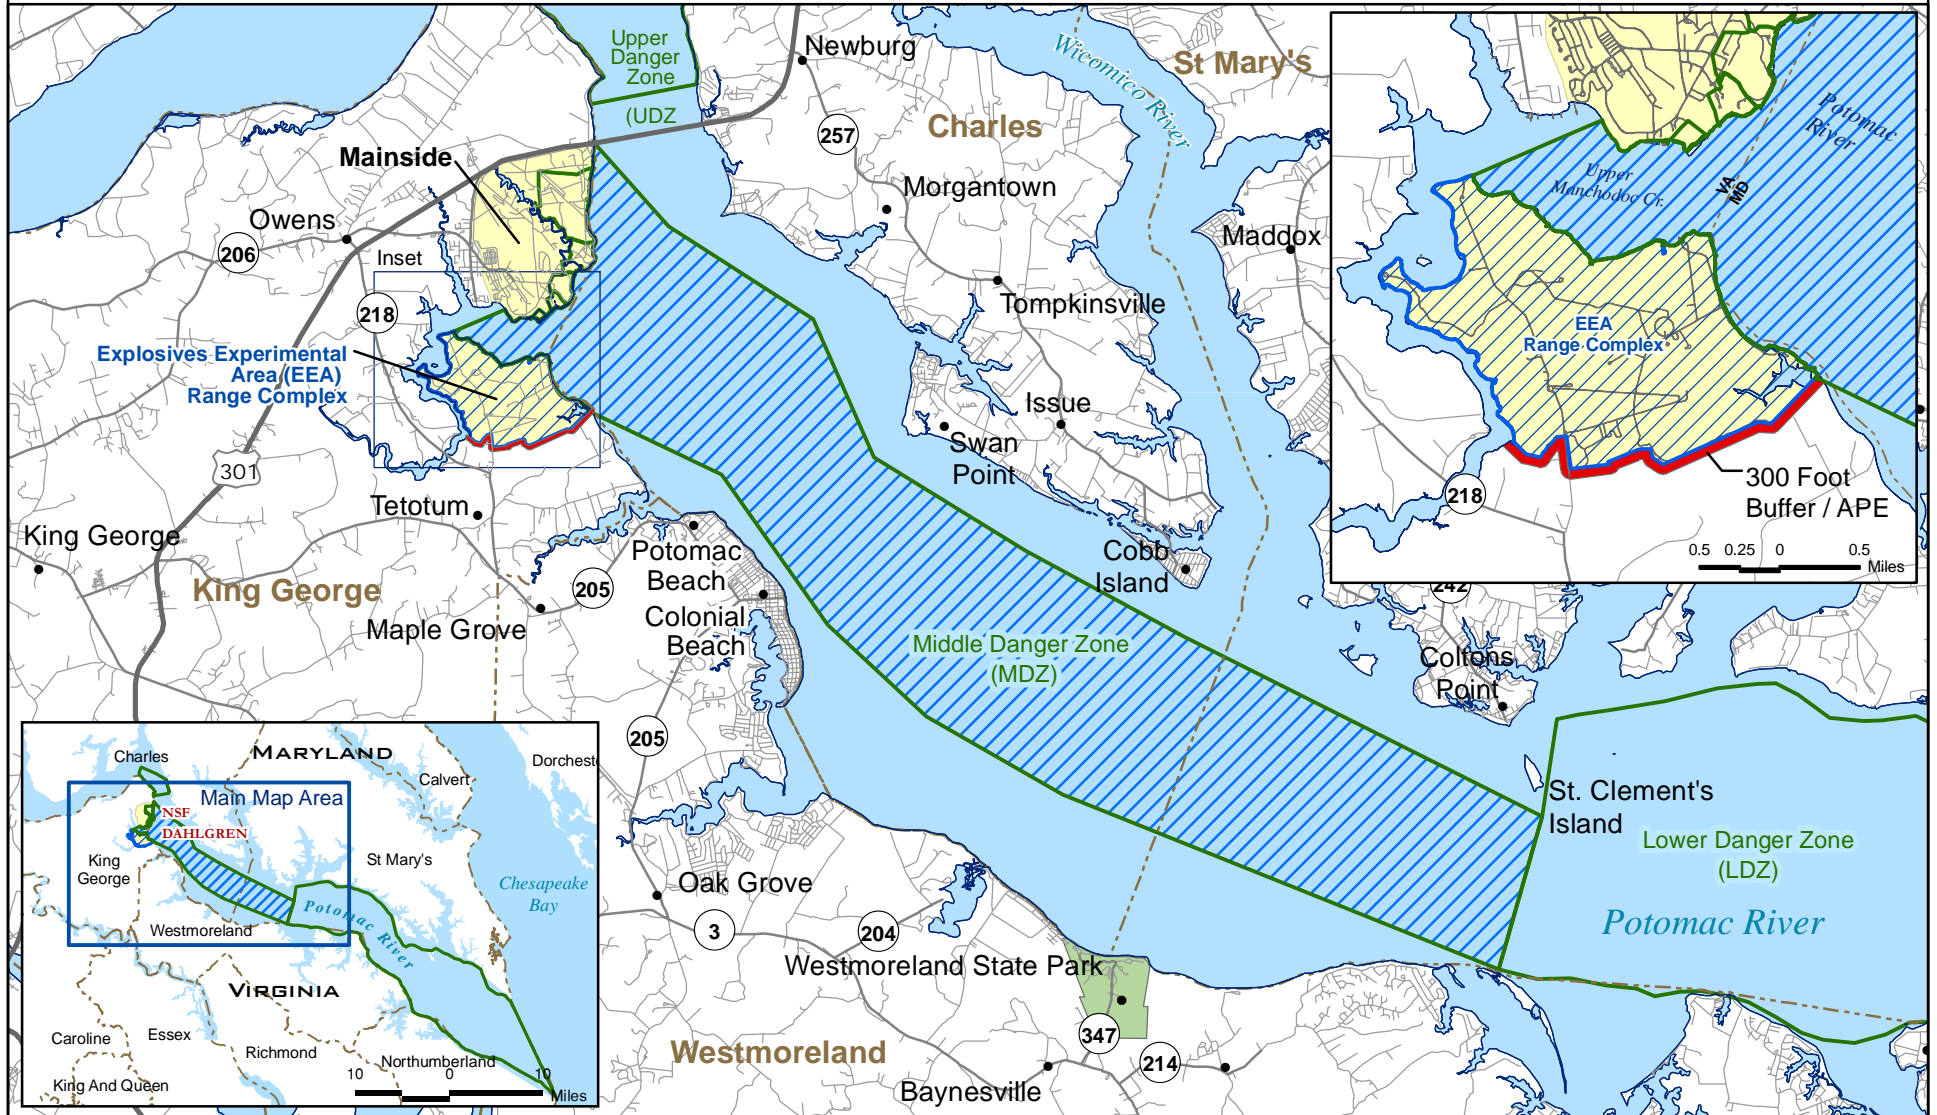 Upper
Danger
Zone
(UDZ
Newburg
Wicomico River
St Mary's
257
Charles
Mainside
Morgantown
Owens
206
Inset
Maddox
218
Tompkinsville
Explosives Experimental
Area (EEA)
Range Complex
Issue
Swan
Point
301
Tetotum
King George
Potomac
Beach
Cobb
Island
King George
205
Colonial
Beach
Maple Grove
Middle Danger Zone
(MDZ)
242
Coltons
Point
205
St. Clement's
Island
Lower Danger Zone
(LDZ)
Potomac River
Oak Grove
3
204
Westmoreland State Park
347
214
Westmoreland
Baynesville
Potomac
River
Upper
Manchodoc Cr.
VA
MD
EEA
Range Complex
218
300 Foot
Buffer / APE
0.5 0.25 0 0.5
Miles
Charles
MARYLAND
Dorcheste
Calvert
Main Map Area
NSF
DAHLGREN
King
George
St Mary's
Chesapeake
Bay
Potomac River
Westmoreland
VIRGINIA
Caroline
Essex
Richmond
Northumberland
King And Queen
10 0 10
Miles